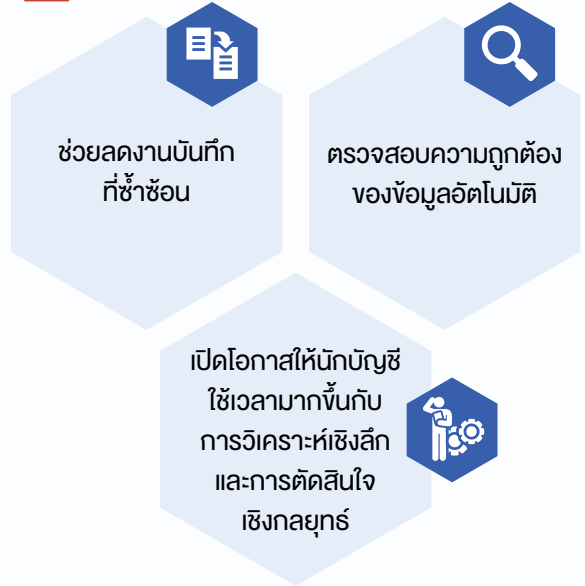 ช่วยลดงานบันทึก
ที่ซ้ำซ้อน
ตรวจสอบความถูกต้อง
ของข้อมูลอัตโนมัติ
เปิดโอกาสให้นักบัญชี
ใช้เวลามากขึ้นกับ
การวิเคราะห์เชิงลึก
และการตัดสินใจ
เชิงกลยุทธ์